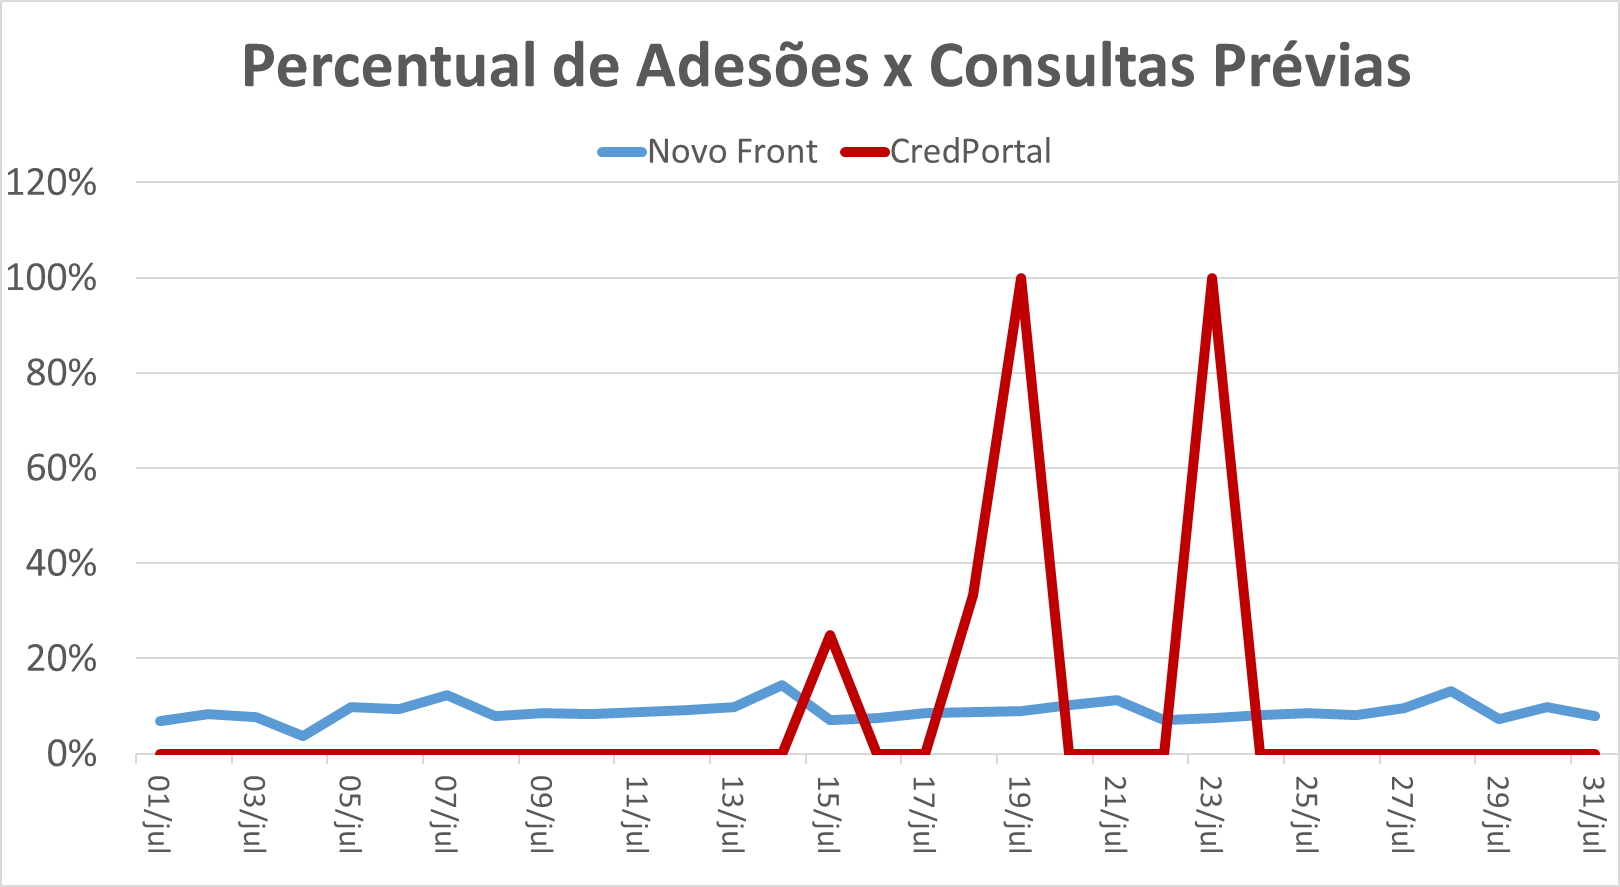 Percentual de Adesões x Consultas Prévias
Novo Front CredPortal
120%
100%
80%
60%
40%
20%
0%
01/jul 03/jul 05/jul 07/jul 09/jul 11/jul 13/jul 15/jul 17/jul 19/jul 21/jul 23/jul 25/jul 27/jul 29/jul 31/jul